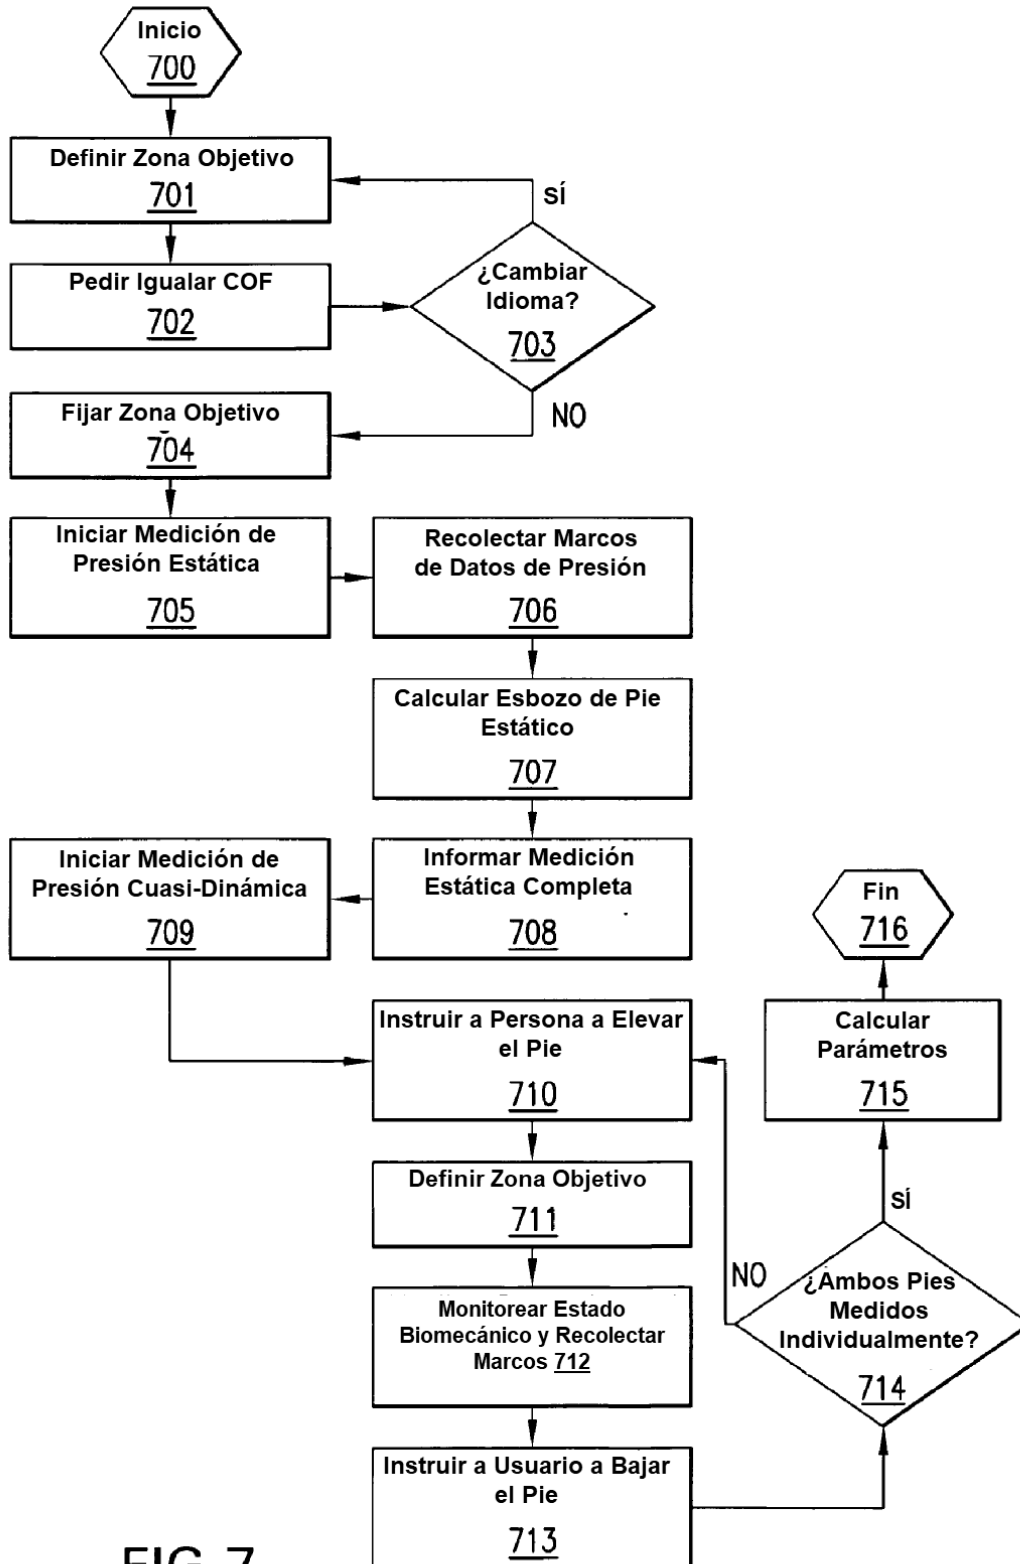 Inicio
700
Definir Zona Objetivo
701
SÍ
Pedir Igualar COF
702
¿Cambiar
Idioma?
703
NO
Fijar Zona Objetivo
704
Iniciar Medición de
Presión Estática
705
Recolectar Marcos
de Datos de Presión
706
Calcular Esbozo de Pie
Estático
707
Informar Medición
Estática Completa
708
Iniciar Medición de
Presión Cuasi-Dinámica
709
Instruir a Persona a Elevar
el Pie
710
Definir Zona Objetivo
711
Monitorear Estado
Biomecánico y Recolectar
Marcos 712
Instruir a Usuario a Bajar
el Pie
713
¿Ambos Pies
Medidos
Individualmente?
714
NO
SÍ
Calcular
Parámetros
715
Fin
716
FIG. 7